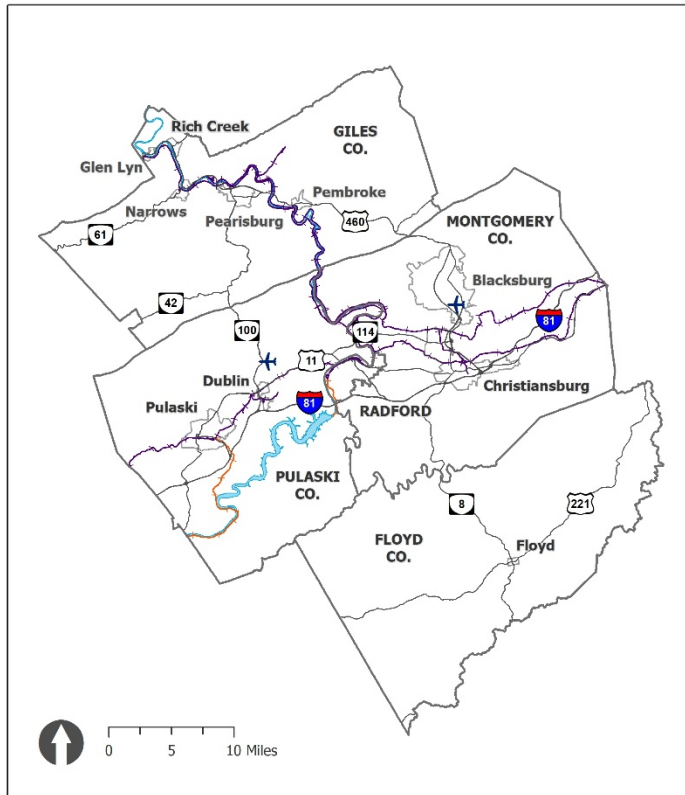 Rich Creek
GILES
CO.
Glen Lyn
Pembroke
Narrows
Pearisburg
460
MONTGOMERY
CO.
61
Blacksburg
42
81
100
114
11
Dublin
Christiansburg
81
Pulaski
RADFORD
PULASKI
CO.
8
221
FLOYD
CO.
Floyd
0
5
10 Miles